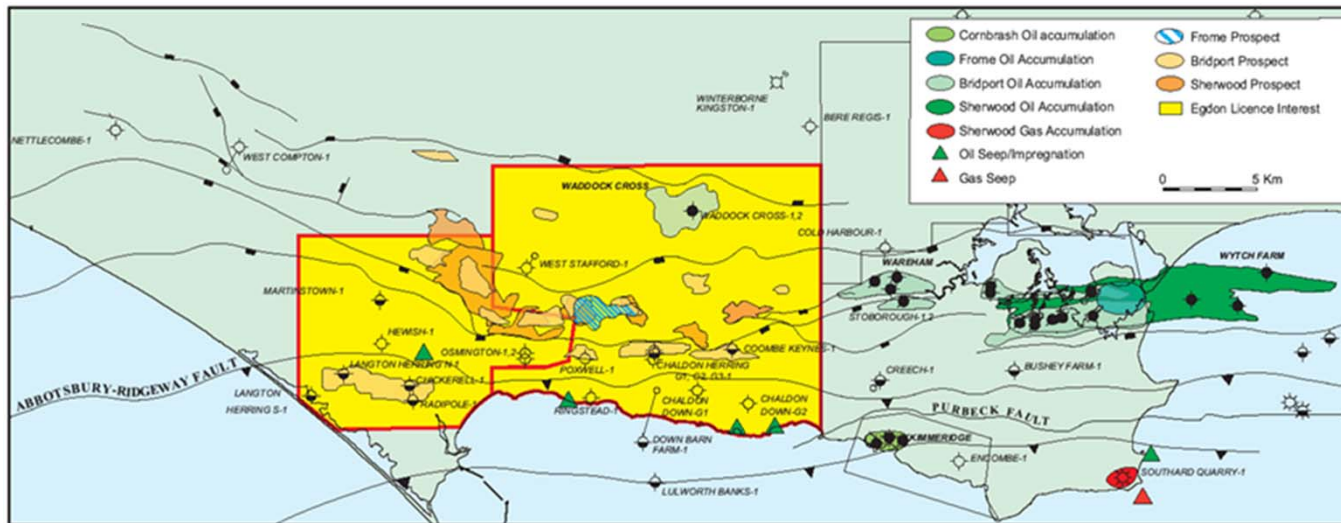 Cornbrash Oil accumulation
Frome Oil Accumulation
Bridport Oil Accumulation
Sherwood Oil Accumulation
Sherwood Gas Accumulation
Oil Seep/Impregnation
Gas Seep
Frome Prospect
Bridport Prospect
Sherwood Prospect
Egdon Licence Interest
0 5 Km
WINTERBORNE
KINGSTON-1
BERE REGIS-1
NETTLECOMBE-1
WEST COMPTON-1
WADDOCK CROSS
WADDOCK CROSS-1,2
COLD HARBOUR-1
WAREHAM
WYTCH FARM
WEST STAFFORD-1
MARTINSTOWN-1
STOBOROUGH-1,2
HEWISH-1
OSMINGTON-1,2
COOMBE KEYNES-1
LANGTON HERRING N-1
POXWELL-1
CHALDON HERRING
G1, G2, G3-1
BUSHEY FARM-1
CREECH-1
CHICKERELL-1
ABBOTSBURY-RIDGEWAY FAULT
LANGTON
HERRING S-1
RADIPOLE-1
RINGSTEAD-1
CHALDON
DOWN-G1
CHALDON
DOWN-G2
PURBECK FAULT
DOWN BARN
FARM-1
KIMMERIDGE
ENCOMBE-1
SOUTHARD QUARRY-1
LULWORTH BANKS-1